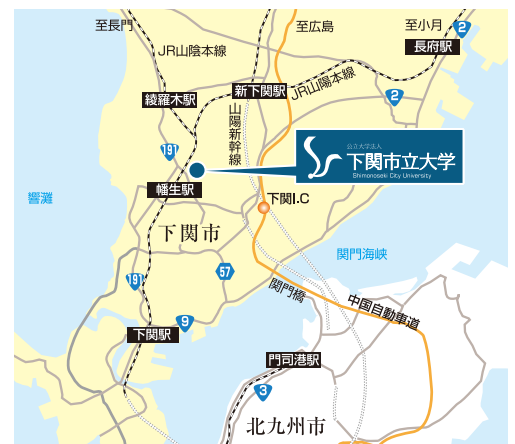 至長門
至広島
至小月
2
長府駅
JR山陰本線
新下関駅
JR山陽本線
綾羅木駅
2
山陽新幹線
191
公立大学法人
下関市立大学
Shimonoseki City University
幡生駅
響灘
下関I.C
下関市
関門海峡
57
191
関門橋
中国自動車道
9
下関駅
門司港駅
3
北九州市